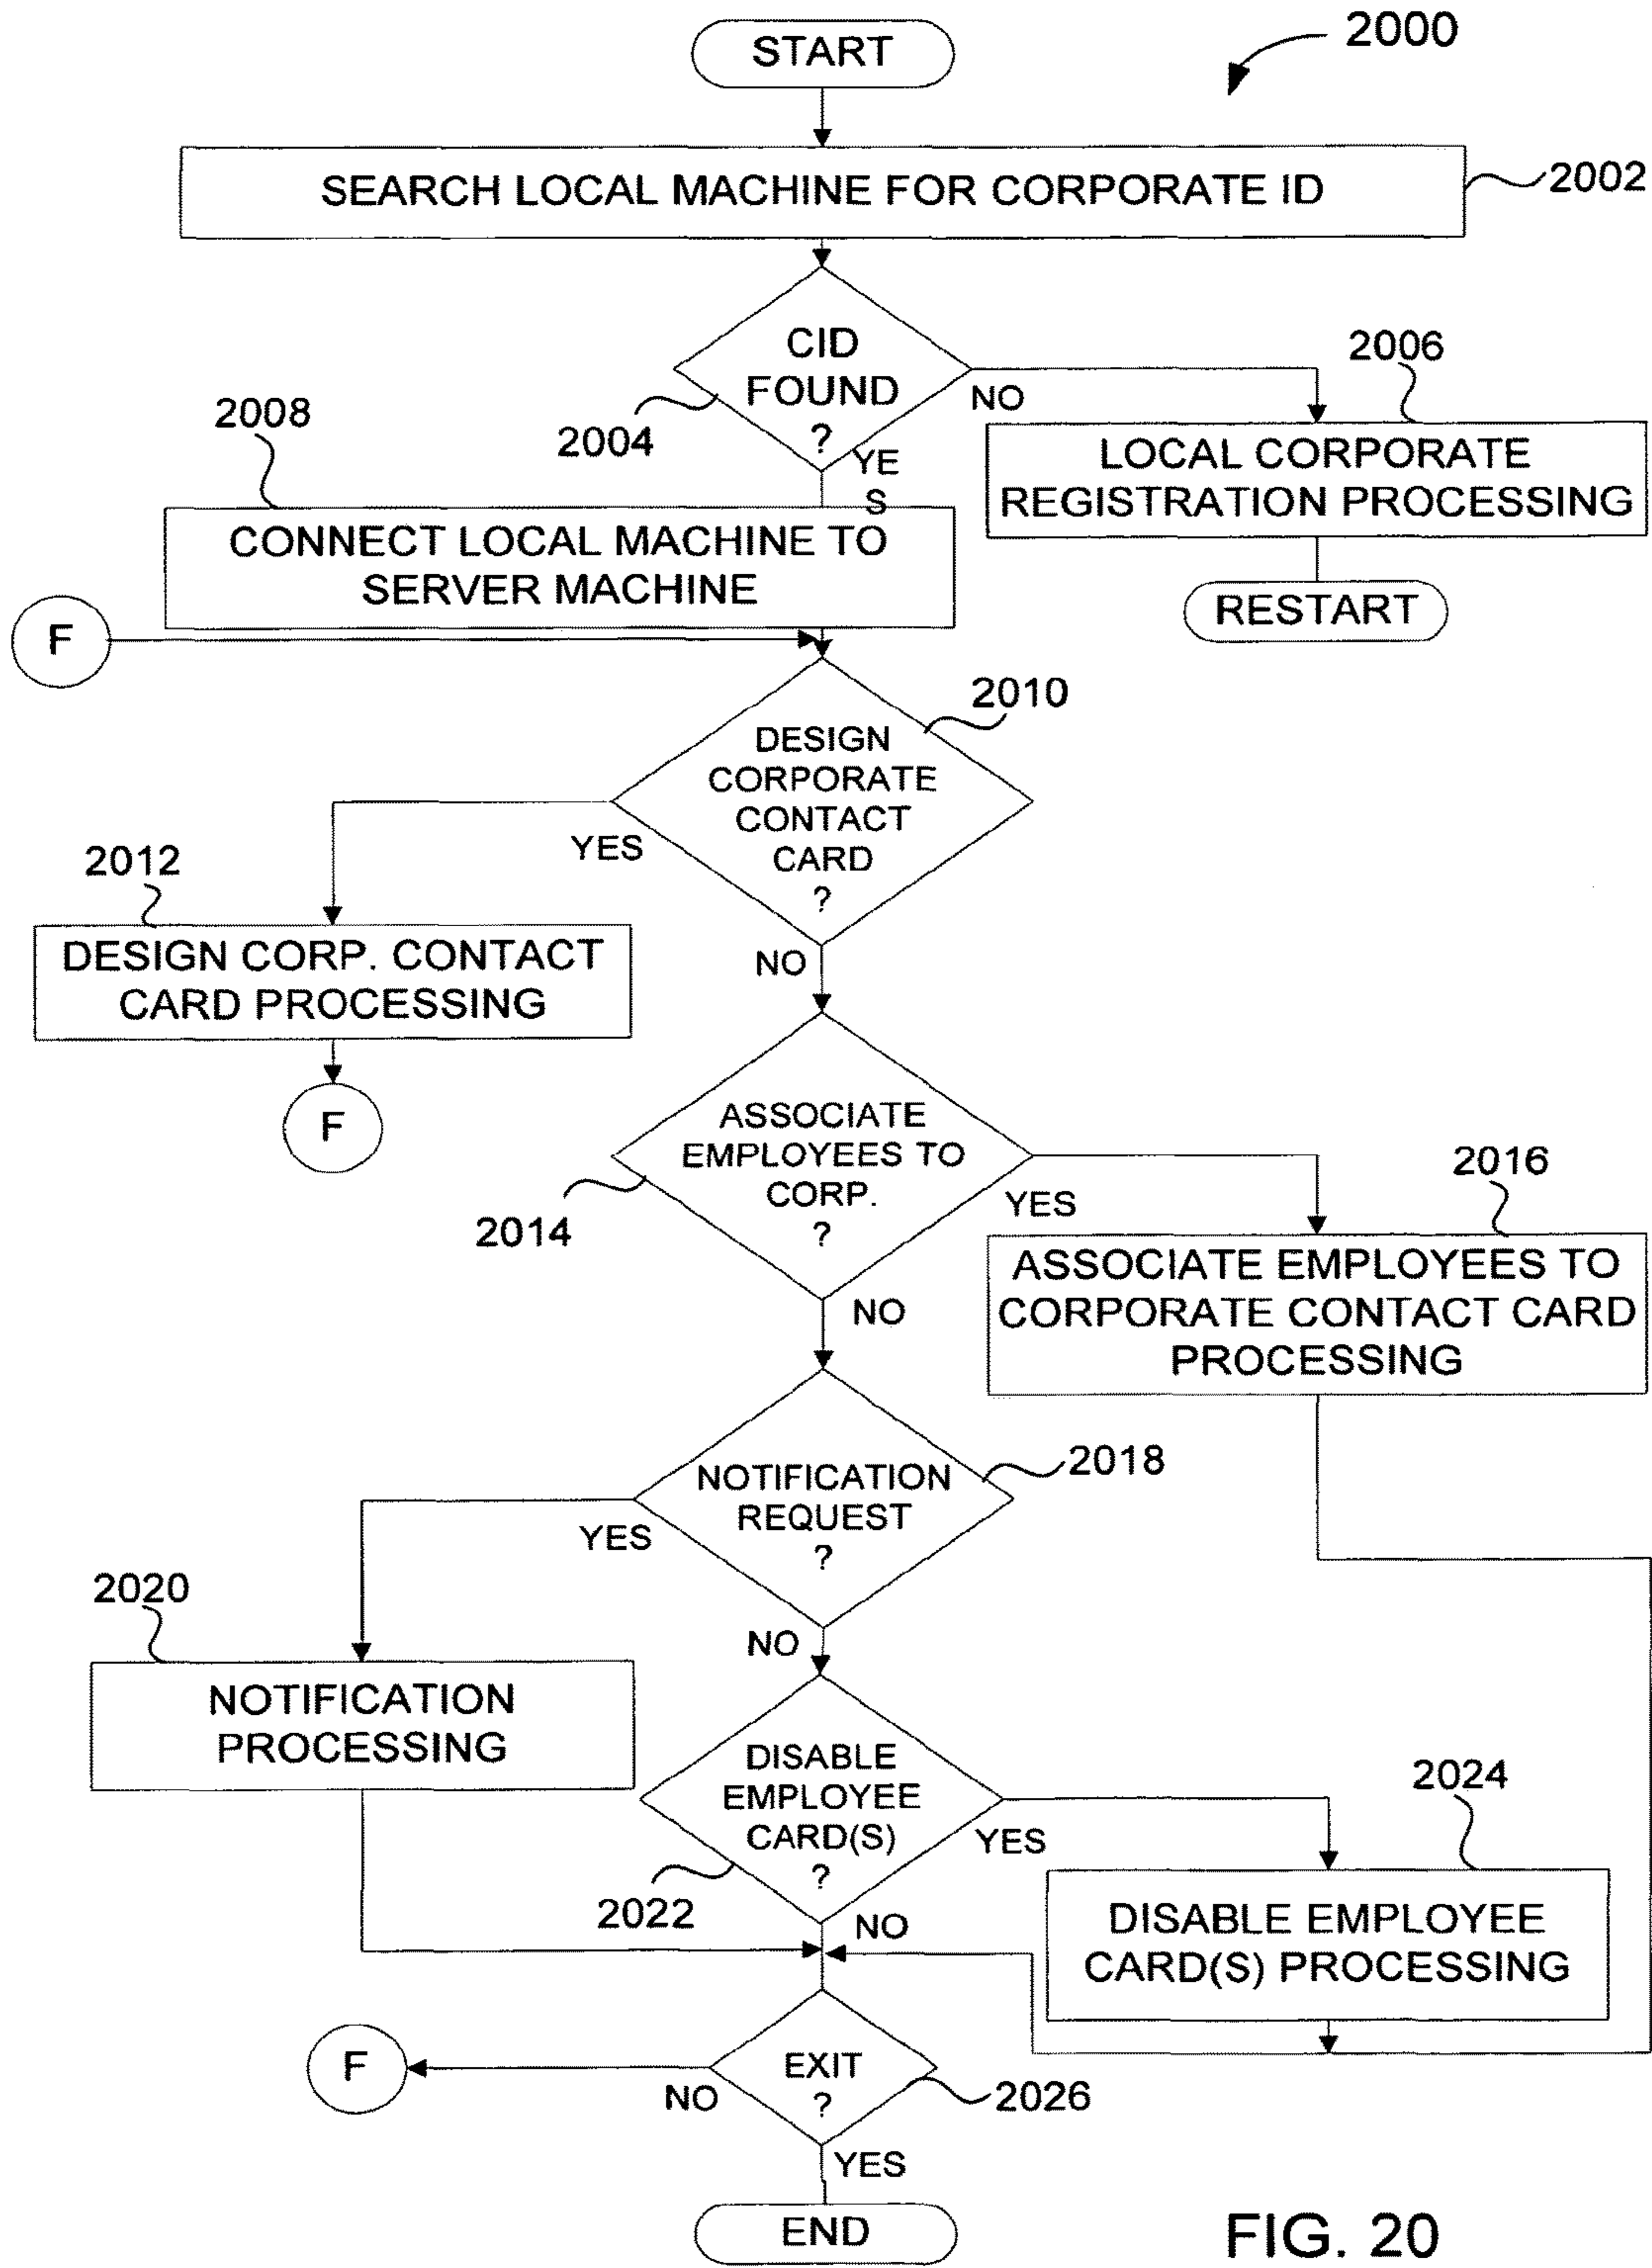 START
2000
SEARCH LOCAL MACHINE FOR CORPORATE ID
2002
CID
FOUND
?
2004
NO
YE
S
2006
LOCAL CORPORATE
REGISTRATION PROCESSING
RESTART
2008
CONNECT LOCAL MACHINE TO
SERVER MACHINE
F
2010
DESIGN
CORPORATE
CONTACT
CARD
?
YES
NO
2012
DESIGN CORP. CONTACT
CARD PROCESSING
F
ASSOCIATE
EMPLOYEES TO
CORP.
?
2014
YES
NO
2016
ASSOCIATE EMPLOYEES TO
CORPORATE CONTACT CARD
PROCESSING
NOTIFICATION
REQUEST
?
2018
YES
NO
2020
NOTIFICATION
PROCESSING
DISABLE
EMPLOYEE
CARD(S)
?
2022
YES
NO
2024
DISABLE EMPLOYEE
CARD(S) PROCESSING
F
EXIT
?
2026
NO
YES
END
FIG. 20